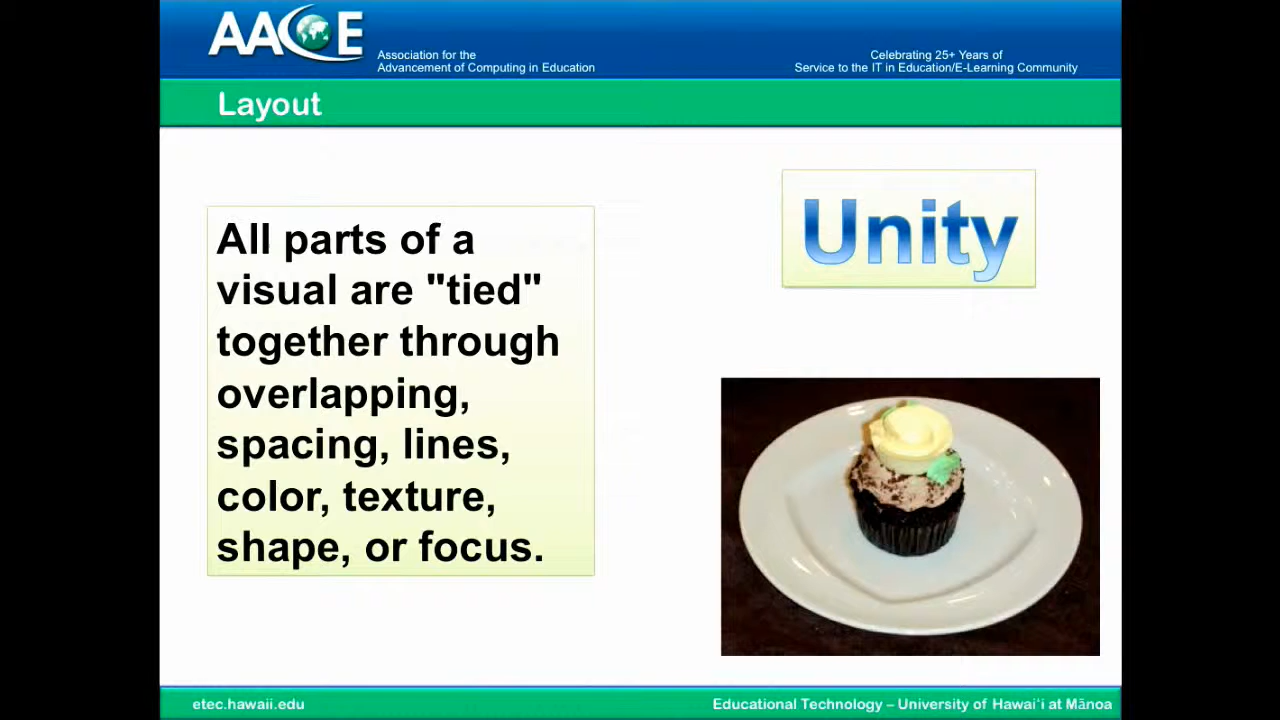 AACE
Association for the
Advancement of Computing in Education
Celebrating 25+ Years of
Service to the IT in Education/E-Learning Community
Layout
All parts of a
visual are "tied"
together through
overlapping,
spacing, lines,
color, texture,
shape, or focus.
Unity
etec.hawaii.edu
Educational Technology – University of Hawaiʻi at Mānoa